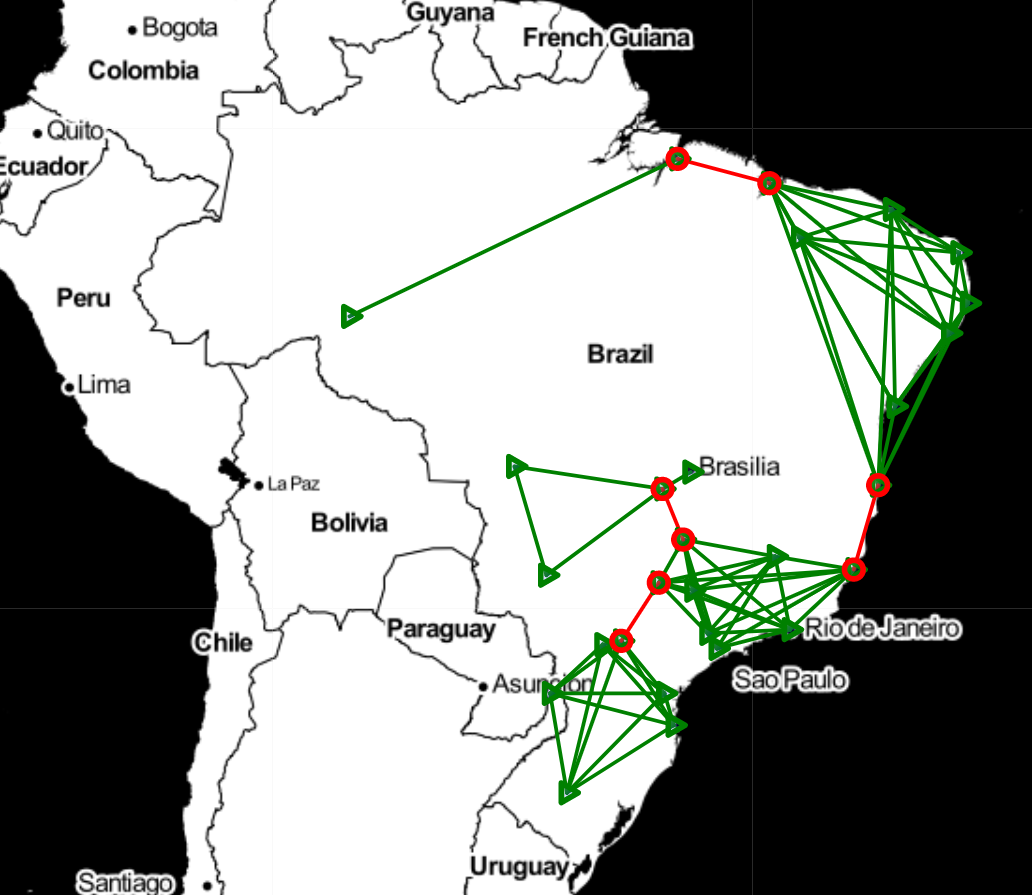 Guyana
Bogota
French Guiana
Colombia
Quito
Ecuador
Peru
Brazil
Lima
Brasilia
La Paz
Bolivia
Paraguay
Rio de Janeiro
Chile
Asuncion
Sao Paulo
Uruguay
Santiago